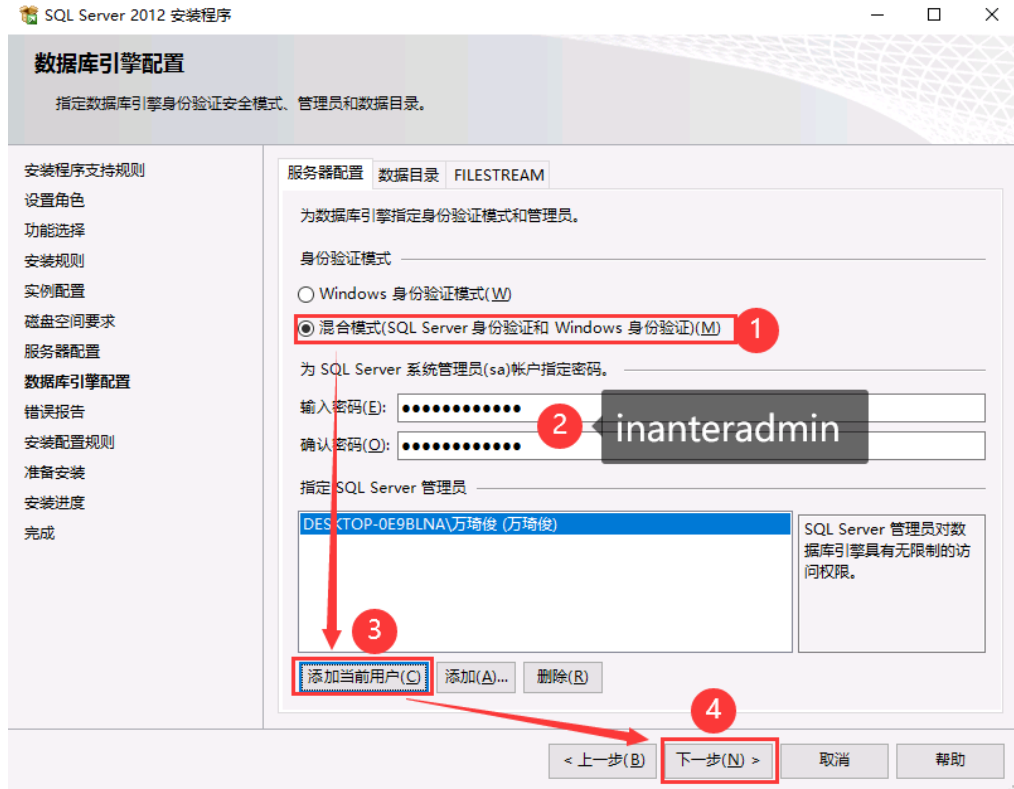 SQL Server 2012 安装程序
数据库引擎配置
指定数据库引擎身份验证安全模式、管理员和数据目录。
安装程序支持规则
设置角色
功能选择
安装规则
实例配置
磁盘空间要求
服务器配置
数据库引擎配置
错误报告
安装配置规则
准备安装
安装进度
完成
服务器配置 数据目录 FILESTREAM
为数据库引擎指定身份验证模式和管理员。
身份验证模式
Windows 身份验证模式(W)
混合模式(SQL Server 身份验证和 Windows 身份验证)(M) 1
为 SQL Server 系统管理员(sa)帐户指定密码。
输入密码(E): ●●●●●●●●●●●●
2 inanteradmin
确认密码(O): ●●●●●●●●●●●●
指定 SQL Server 管理员
DESKTOP-0E9BLNA\万琦俊 (万琦俊)
SQL Server 管理员对数
据库引擎具有无限制的访
问权限。
3
添加当前用户(C) 添加(A)... 删除(R)
4
< 上一步(B) 下一步(N) > 取消 帮助